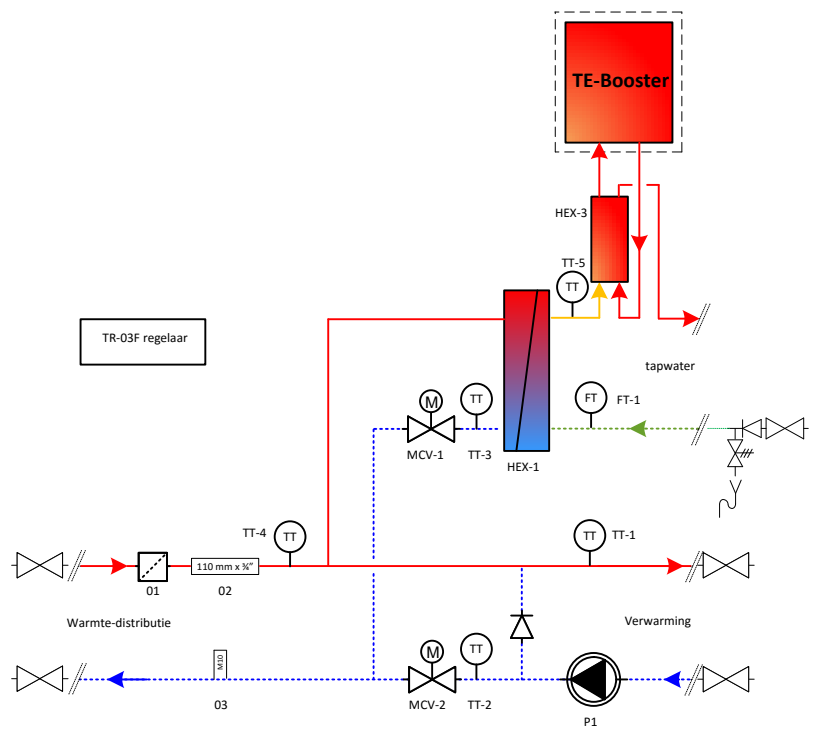 TE-Booster
HEX-3
TT-5
TT
TR-03F regelaar
tapwater
M
TT
FT
FT-1
MCV-1
TT-3
HEX-1
TT-4
TT
TT
TT-1
110 mm x ¾"
01
02
Warmte-distributie
Verwarming
M10
M
TT
03
MCV-2
TT-2
P1